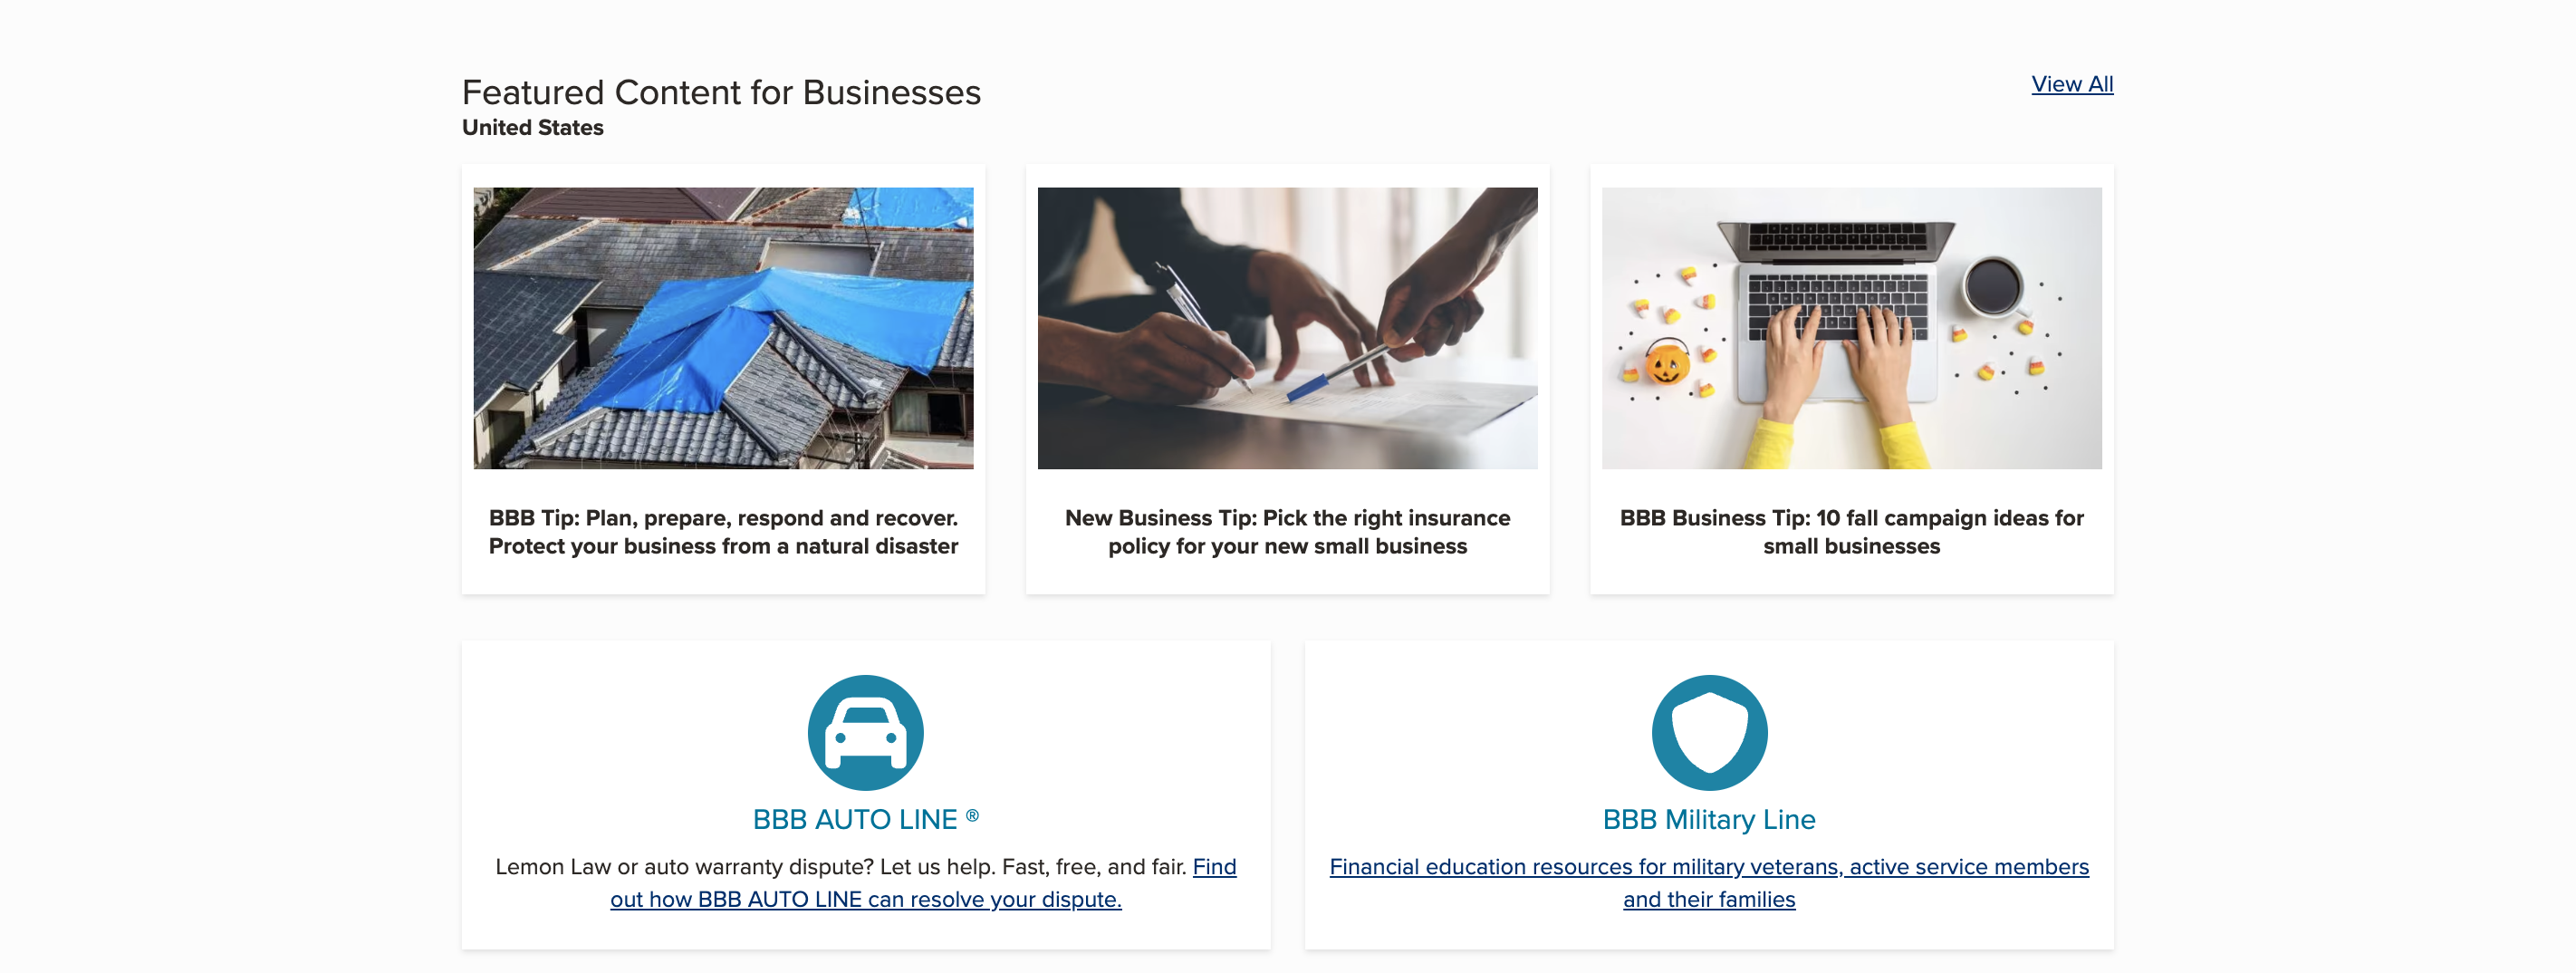 Featured Content for Businesses
View All
United States
BBB Tip: Plan, prepare, respond and recover.
Protect your business from a natural disaster
New Business Tip: Pick the right insurance
policy for your new small business
BBB Business Tip: 10 fall campaign ideas for
small businesses
BBB AUTO LINE ®
Lemon Law or auto warranty dispute? Let us help. Fast, free, and fair. Find
out how BBB AUTO LINE can resolve your dispute.
BBB Military Line
Financial education resources for military veterans, active service members
and their families